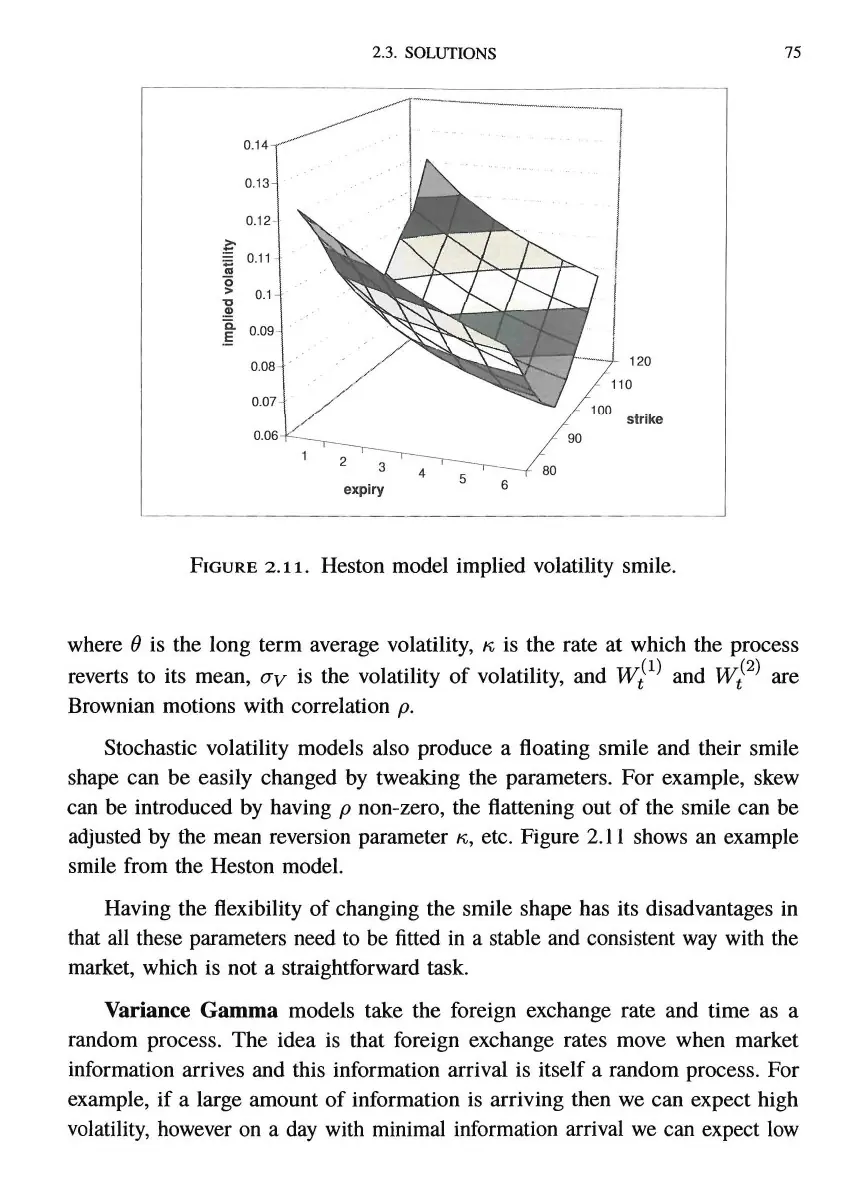 2.3. SOLUTIONS 75
0.14
0.13
0.12
0.11
0.1
0.09
0.08
0.07
0.06
implied volatility
1
2
3
4
5
6
expiry
120
110
100
90
80
strike
FIGURE 2.11. Heston model implied volatility smile.
where θ is the long term average volatility, κ is the rate at which the process
reverts to its mean, σ_V is the volatility of volatility, and W_t^(1) and W_t^(2) are
Brownian motions with correlation ρ.
Stochastic volatility models also produce a floating smile and their smile
shape can be easily changed by tweaking the parameters. For example, skew
can be introduced by having ρ non-zero, the flattening out of the smile can be
adjusted by the mean reversion parameter κ, etc. Figure 2.11 shows an example
smile from the Heston model.
Having the flexibility of changing the smile shape has its disadvantages in
that all these parameters need to be fitted in a stable and consistent way with the
market, which is not a straightforward task.
Variance Gamma models take the foreign exchange rate and time as a
random process. The idea is that foreign exchange rates move when market
information arrives and this information arrival is itself a random process. For
example, if a large amount of information is arriving then we can expect high
volatility, however on a day with minimal information arrival we can expect low